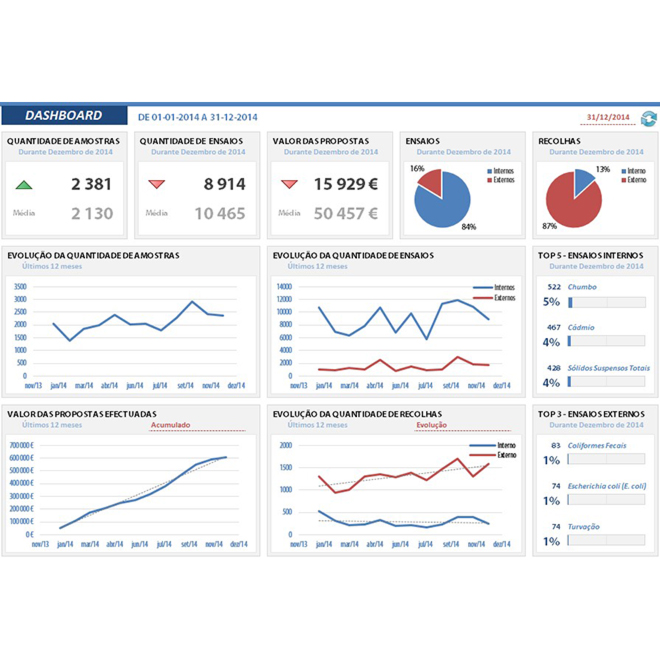 DASHBOARD
DE 01-01-2014 A 31-12-2014
31/12/2014
QUANTIDADE DE AMOSTRAS
Durante Dezembro de 2014
2 381
Média
2 130
QUANTIDADE DE ENSAIOS
Durante Dezembro de 2014
8 914
Média
10 465
VALOR DAS PROPOSTAS
Durante Dezembro de 2014
15 929 €
Média
50 457 €
ENSAIOS
Durante Dezembro de 2014
16%
84%
Internos
Externos
RECOLHAS
Durante Dezembro de 2014
13%
87%
Interno
Externo
EVOLUÇÃO DA QUANTIDADE DE AMOSTRAS
Últimos 12 meses
3500
3000
2500
2000
1500
1000
500
0
nov/13 jan/14 mar/14 abr/14 jun/14 jul/14 set/14 nov/14 dez/14
EVOLUÇÃO DA QUANTIDADE DE ENSAIOS
Últimos 12 meses
Internos
Externos
14000
12000
10000
8000
6000
4000
2000
0
nov/13 jan/14 mar/14 abr/14 jun/14 jul/14 set/14 nov/14 dez/14
TOP 5 - ENSAIOS INTERNOS
Durante Dezembro de 2014
522 Chumbo
5%
467 Cádmio
4%
428 Sólidos Suspensos Totais
4%
VALOR DAS PROPOSTAS EFECTUADAS
Últimos 12 meses
Acumulado
700 000 €
600 000 €
500 000 €
400 000 €
300 000 €
200 000 €
100 000 €
0 €
nov/13 jan/14 mar/14 abr/14 jun/14 jul/14 set/14 nov/14 dez/14
EVOLUÇÃO DA QUANTIDADE DE RECOLHAS
Últimos 12 meses
Evolução
Interno
Externo
2000
1500
1000
500
0
nov/13 jan/14 mar/14 abr/14 jun/14 jul/14 set/14 nov/14 dez/14
TOP 3 - ENSAIOS EXTERNOS
Durante Dezembro de 2014
83 Coliformes Fecais
1%
74 Escherichia coli (E. coli)
1%
74 Turvação
1%